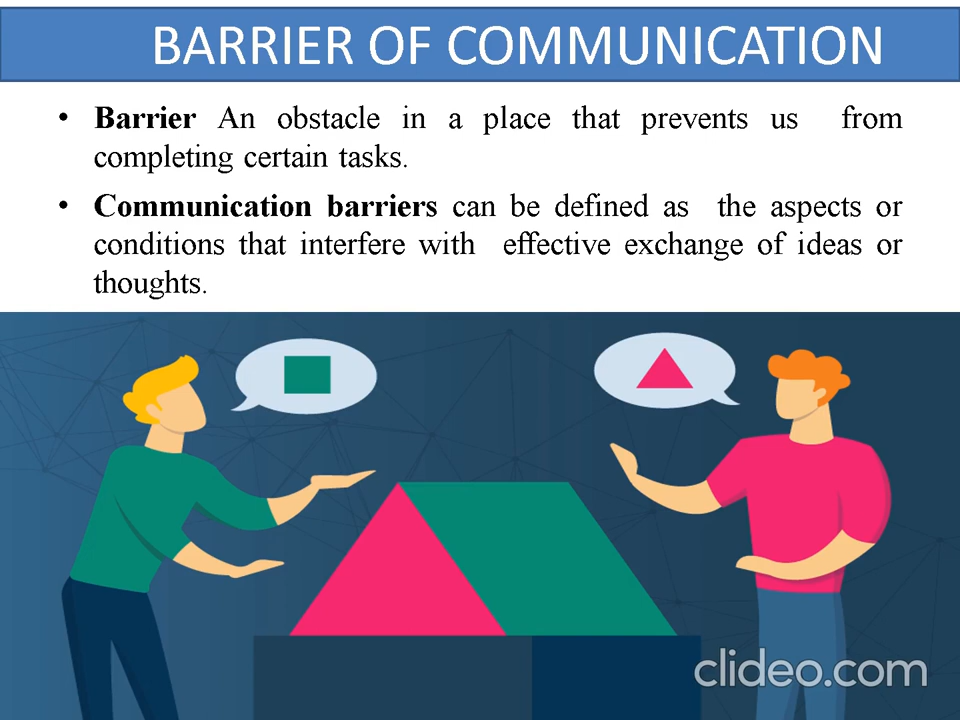 BARRIER OF COMMUNICATION
• Barrier An obstacle in a place that prevents us from
completing certain tasks.
• Communication barriers can be defined as the aspects or
conditions that interfere with effective exchange of ideas or
thoughts.
clideo.com